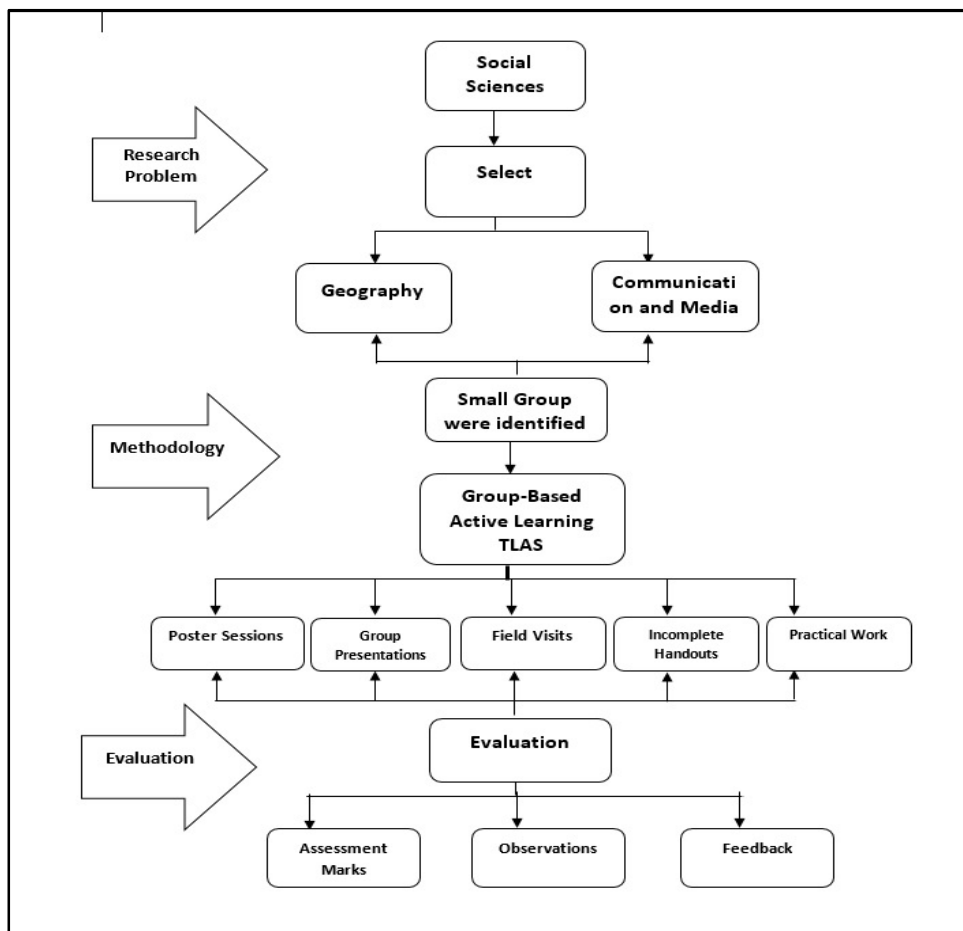 Social
Sciences
Research
Problem
Select
Geography
Communicati
on and Media
Small Group
were identified
Methodology
Group-Based
Active Learning
TLAS
Poster Sessions
Group
Presentations
Field Visits
Incomplete
Handouts
Practical Work
Evaluation
Evaluation
Assessment
Marks
Observations
Feedback